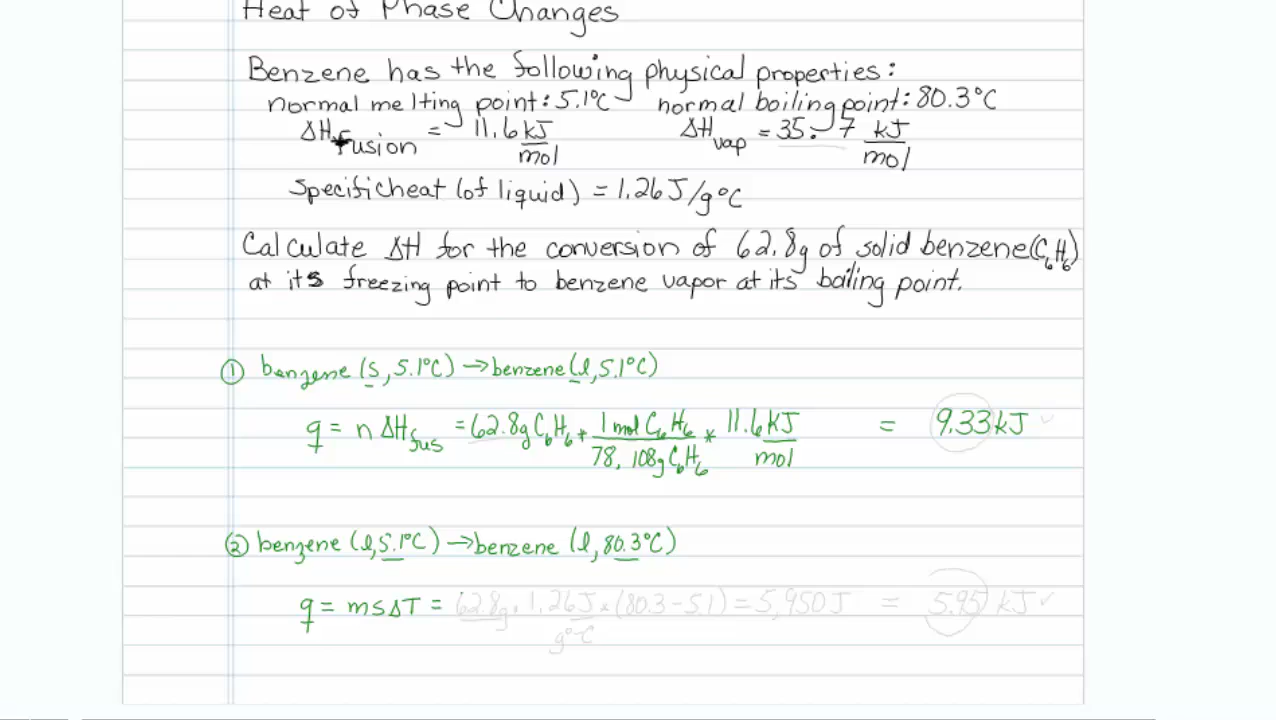 Heat of Phase Changes
Benzene has the following physical properties:
normal melting point: 5.1°C normal boiling point: 80.3°C
ΔHfusion = 11.6 kJ/mol ΔHvap = 35.7 kJ/mol
Specific heat (of liquid) = 1.26 J/g°C
Calculate ΔH for the conversion of 62.8g of solid benzene (C6H6)
at its freezing point to benzene vapor at its boiling point.
① benzene (s, 5.1°C) → benzene (l, 5.1°C)
q = n ΔHfus = 62.8g C6H6 * 1 mol C6H6 / 78.108g C6H6 * 11.6 kJ/mol = 9.33 kJ ✓
② benzene (l, 5.1°C) → benzene (l, 80.3°C)
q = msΔT = 62.8g * 1.26J/g°C * (80.3-5.1) = 5,950J = 5.95 kJ ✓